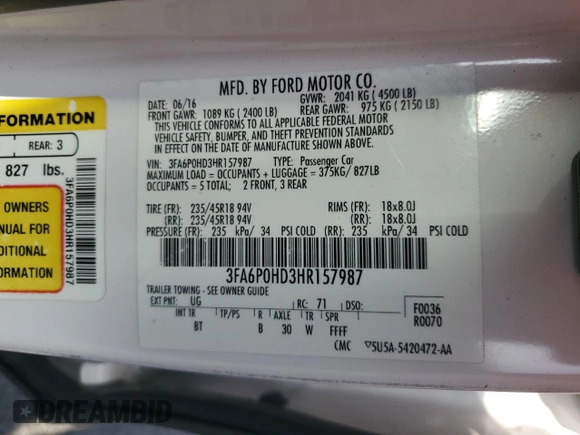 MFD. BY FORD MOTOR CO.
DATE: 06/16
GVWR: 2041 KG ( 4500 LB)
FRONT GAWR: 1089 KG ( 2400 LB)
REAR GAWR: 975 KG ( 2150 LB)
THIS VEHICLE CONFORMS TO ALL APPLICABLE FEDERAL MOTOR
VEHICLE SAFETY, BUMPER, AND THEFT PREVENTION STANDARDS
IN EFFECT ON THE DATE OF MANUFACTURE SHOWN ABOVE.
VIN: 3FA6P0HD3HR157987 TYPE: Passenger Car
MAXIMUM LOAD = OCCUPANTS + LUGGAGE = 375KG/ 827LB
OCCUPANTS = 5 TOTAL; 2 FRONT, 3 REAR
TIRE (FR): 235/45R18 94V RIMS (FR): 18x8.0J
(RR): 235/45R18 94V (RR): 18x8.0J
PRESSURE (FR): 235 kPa/ 34 PSI COLD (RR): 235 kPa/ 34 PSI COLD
3FA6P0HD3HR157987
TRAILER TOWING - SEE OWNER GUIDE
EXT PNT: UG RC: 71 DSO:
INT TR TP/PS R AXLE TR SPR
BT B 30 W FFFF
F0036
R0070
CMC 5U5A-5420472-AA
FORMATION
REAR: 3
827 lbs.
OWNERS
NUAL FOR
DITIONAL
FORMATION
3FA6P0HD3HR157987
DREAMBID